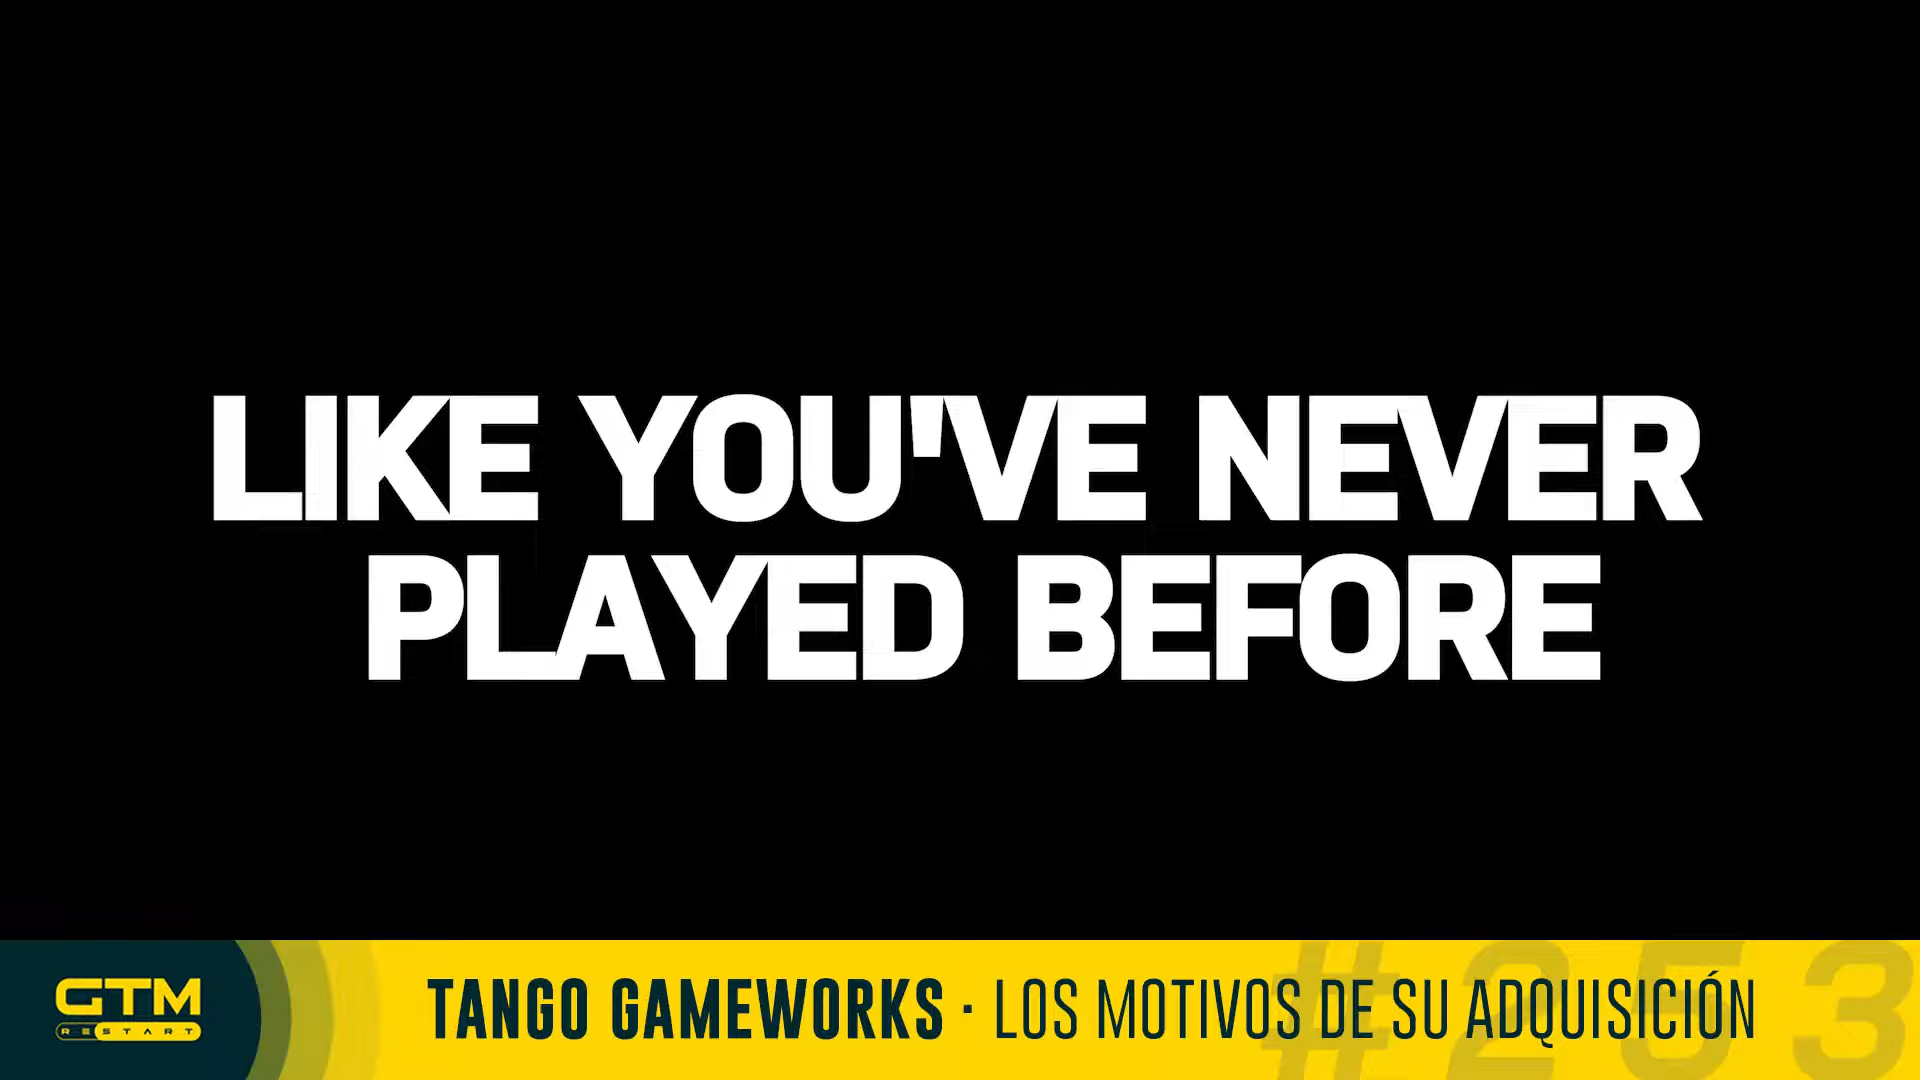 LIKE YOU'VE NEVER
PLAYED BEFORE
GTM
RESTART
TANGO GAMEWORKS · LOS MOTIVOS DE SU ADQUISICIÓN
#253